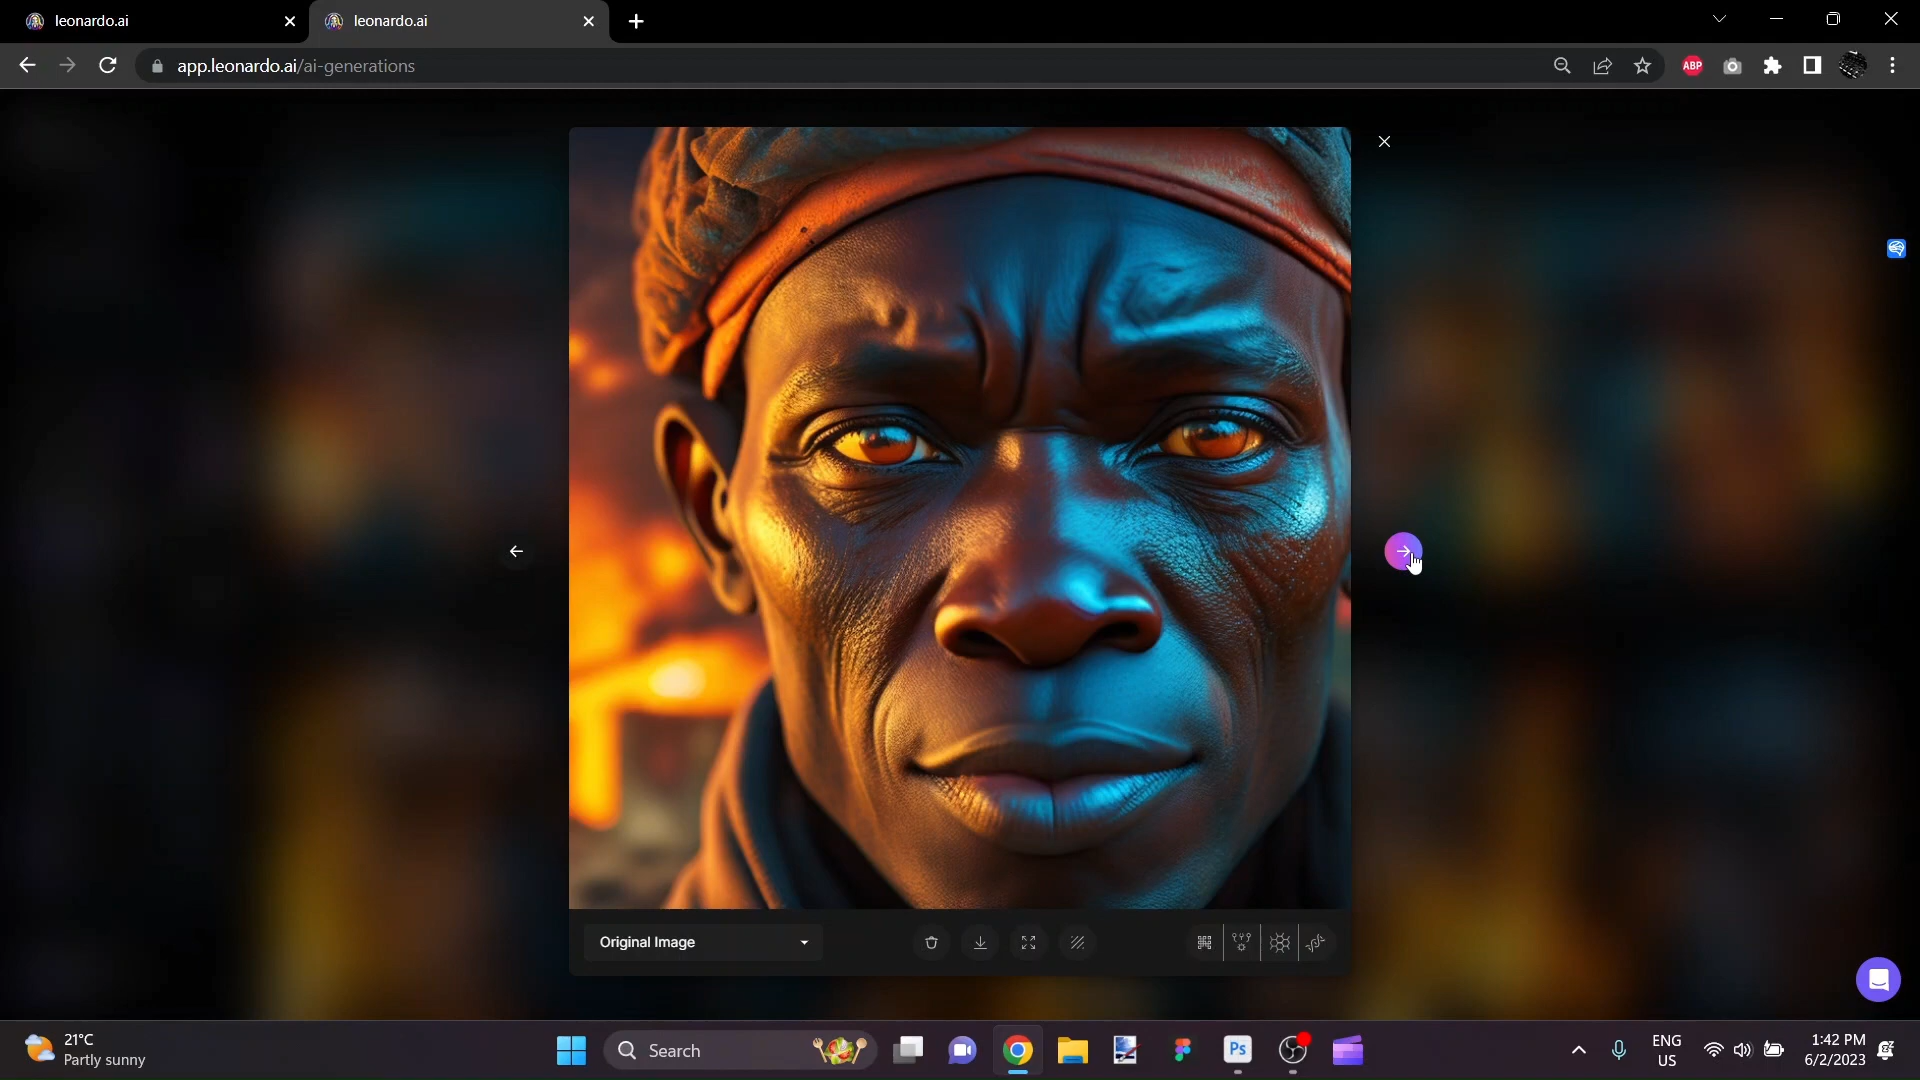 leonardo.ai
leonardo.ai
app.leonardo.ai/ai-generations
ABP
Original Image
21°C
Partly sunny
Search
Ps
ENG
US
1:42 PM
6/2/2023